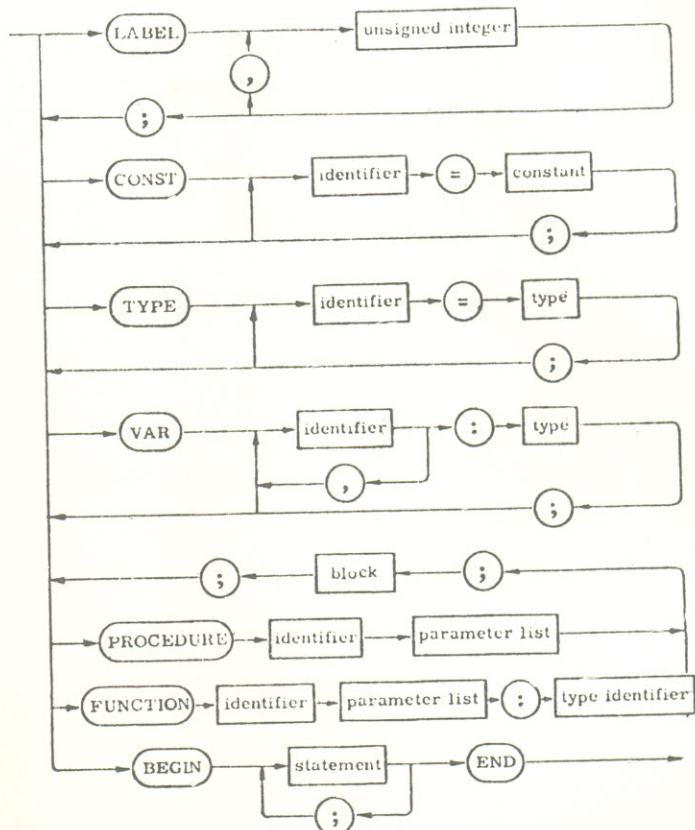 LABEL , unsigned integer
;
CONST identifier = constant
;
TYPE identifier = type
;
VAR identifier : type
,
;
; block ;
PROCEDURE identifier parameter list
FUNCTION identifier parameter list : type identifier
BEGIN statement END
;